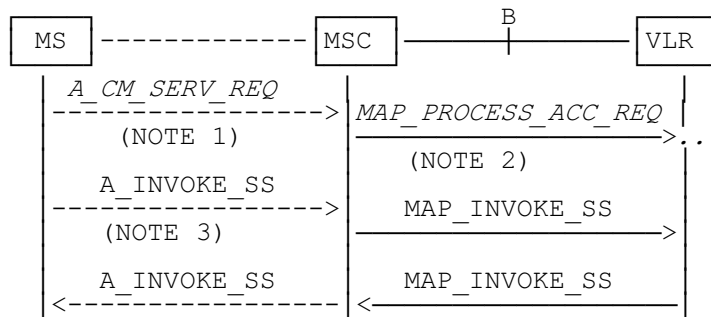 B
MS MSC VLR
A_CM_SERV_REQ
MAP_PROCESS_ACC_REQ
..
(NOTE 1)
(NOTE 2)
A_INVOKE_SS
MAP_INVOKE_SS
(NOTE 3)
A_INVOKE_SS MAP_INVOKE_SS